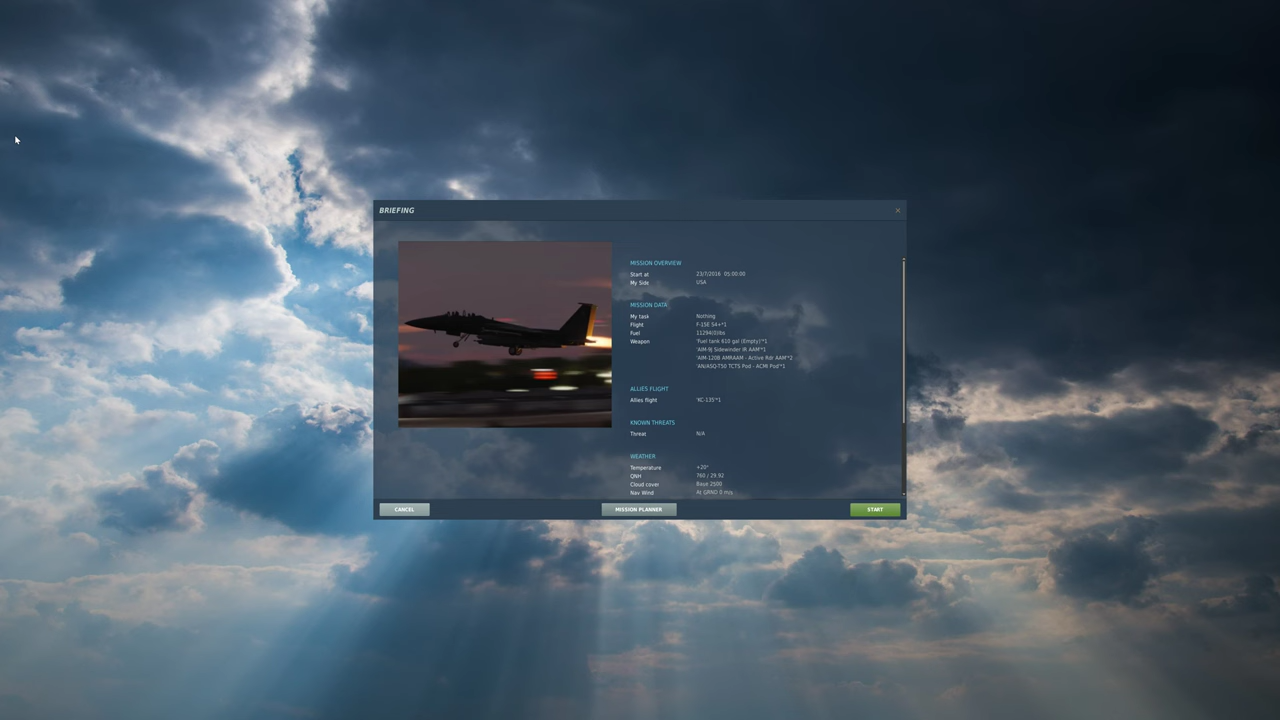 BRIEFING
MISSION OVERVIEW
Start at 23/7/2016 05:00:00
My Side USA
MISSION DATA
My task Nothing
Flight F-15E S4+*1
Fuel 11294(0)lbs
Weapon 'Fuel tank 610 gal (Empty)'*1
'AIM-9J Sidewinder IR AAM'*1
'AIM-120B AMRAAM - Active Rdr AAM'*2
'AN/ASQ-T50 TCTS Pod - ACMI Pod'*1
ALLIES FLIGHT
Allies flight 'KC-135'*1
KNOWN THREATS
Threat N/A
WEATHER
Temperature +20°
QNH 760 / 29.92
Cloud cover Base 2500
Nav Wind At GRND 0 m/s
CANCEL MISSION PLANNER START